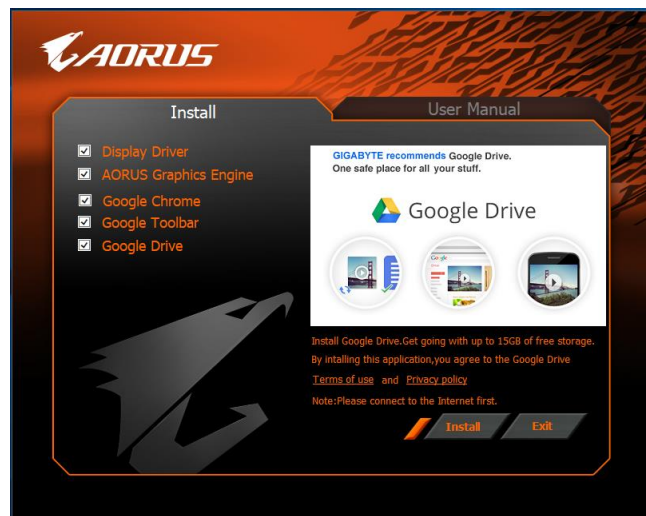 AORUS
Install
User Manual
Display Driver
AORUS Graphics Engine
Google Chrome
Google Toolbar
Google Drive
GIGABYTE recommends Google Drive.
One safe place for all your stuff.
Google Drive
Install Google Drive.Get going with up to 15GB of free storage.
By intalling this application,you agree to the Google Drive
Terms of use and Privacy policy
Note:Please connect to the Internet first.
Install
Exit